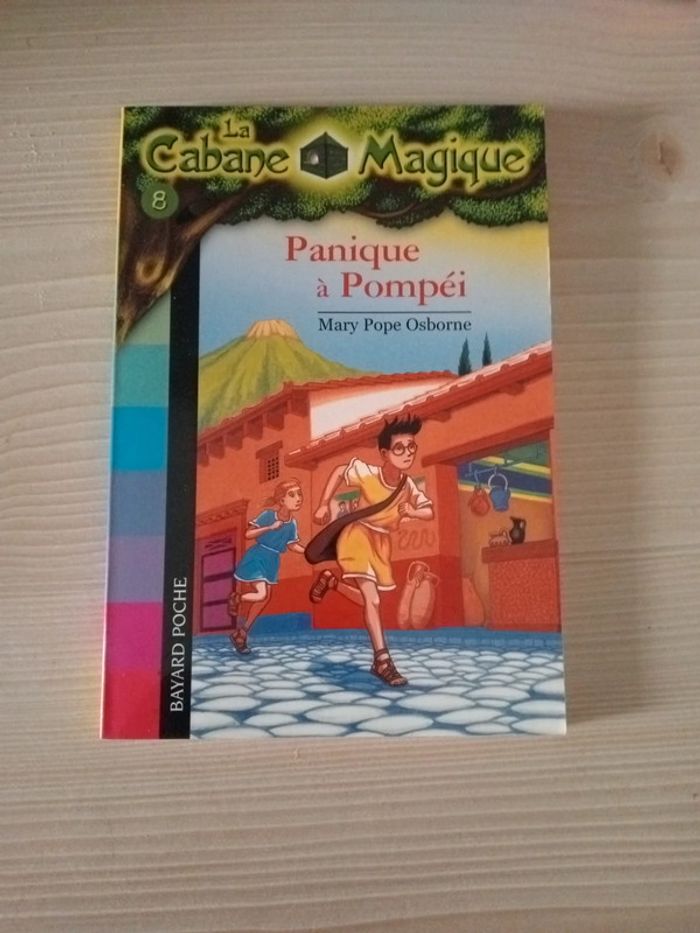 La
Cabane Magique
8
Panique
à Pompéi
Mary Pope Osborne
BAYARD POCHE